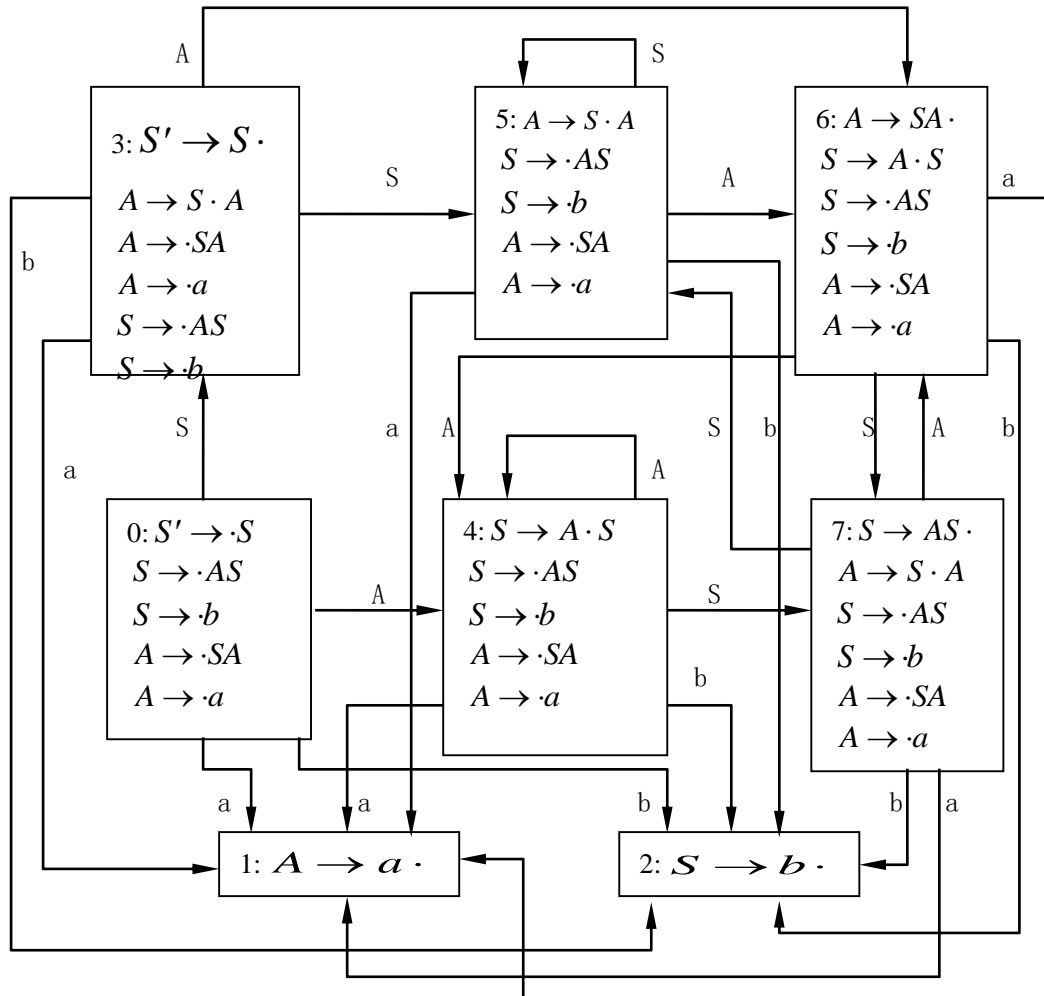 A
S
3: S′ → S ·
A → S · A
A → · SA
A → · a
S → · AS
S → · b
S
5: A → S · A
S → · AS
S → · b
A → · SA
A → · a
A
6: A → SA ·
S → A · S
S → · AS
S → · b
A → · SA
A → · a
a
b
a
S
a
A
S
b
S
A
b
A
0: S′ → · S
S → · AS
S → · b
A → · SA
A → · a
A
4: S → A · S
S → · AS
S → · b
A → · SA
A → · a
S
b
7: S → AS ·
A → S · A
S → · AS
S → · b
A → · SA
A → · a
a
a
b
b
a
1: A → a ·
2: S → b ·